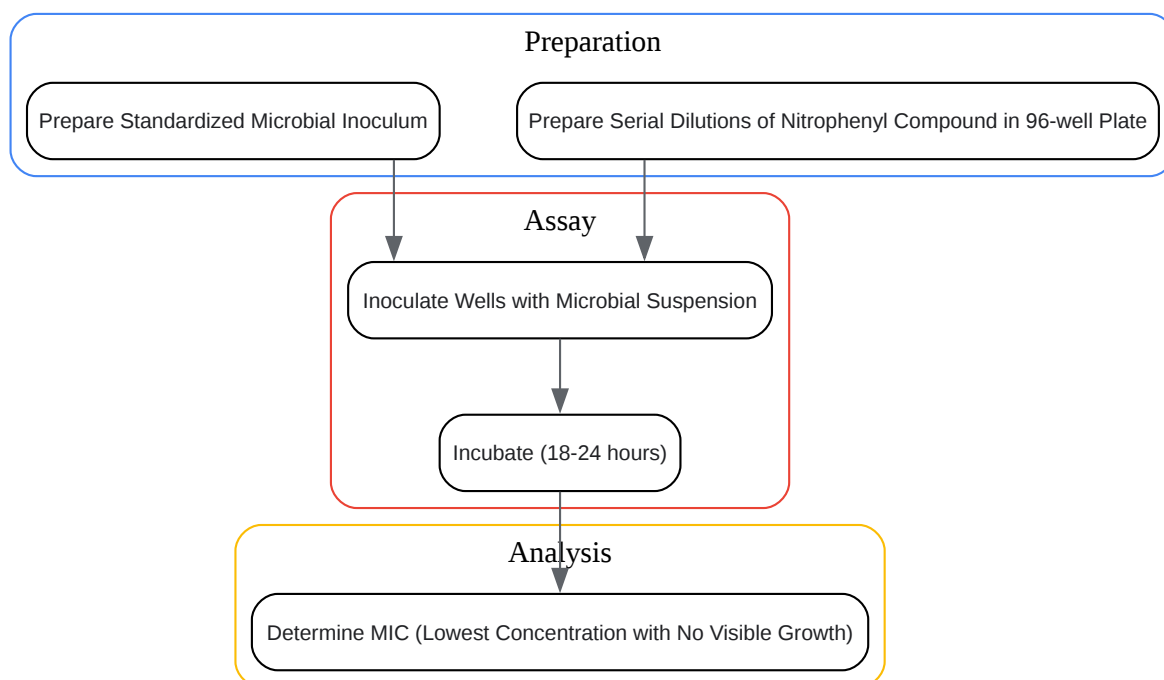 Preparation
Prepare Standardized Microbial Inoculum
Prepare Serial Dilutions of Nitrophenyl Compound in 96-well Plate
Assay
Inoculate Wells with Microbial Suspension
Incubate (18-24 hours)
Analysis
Determine MIC (Lowest Concentration with No Visible Growth)